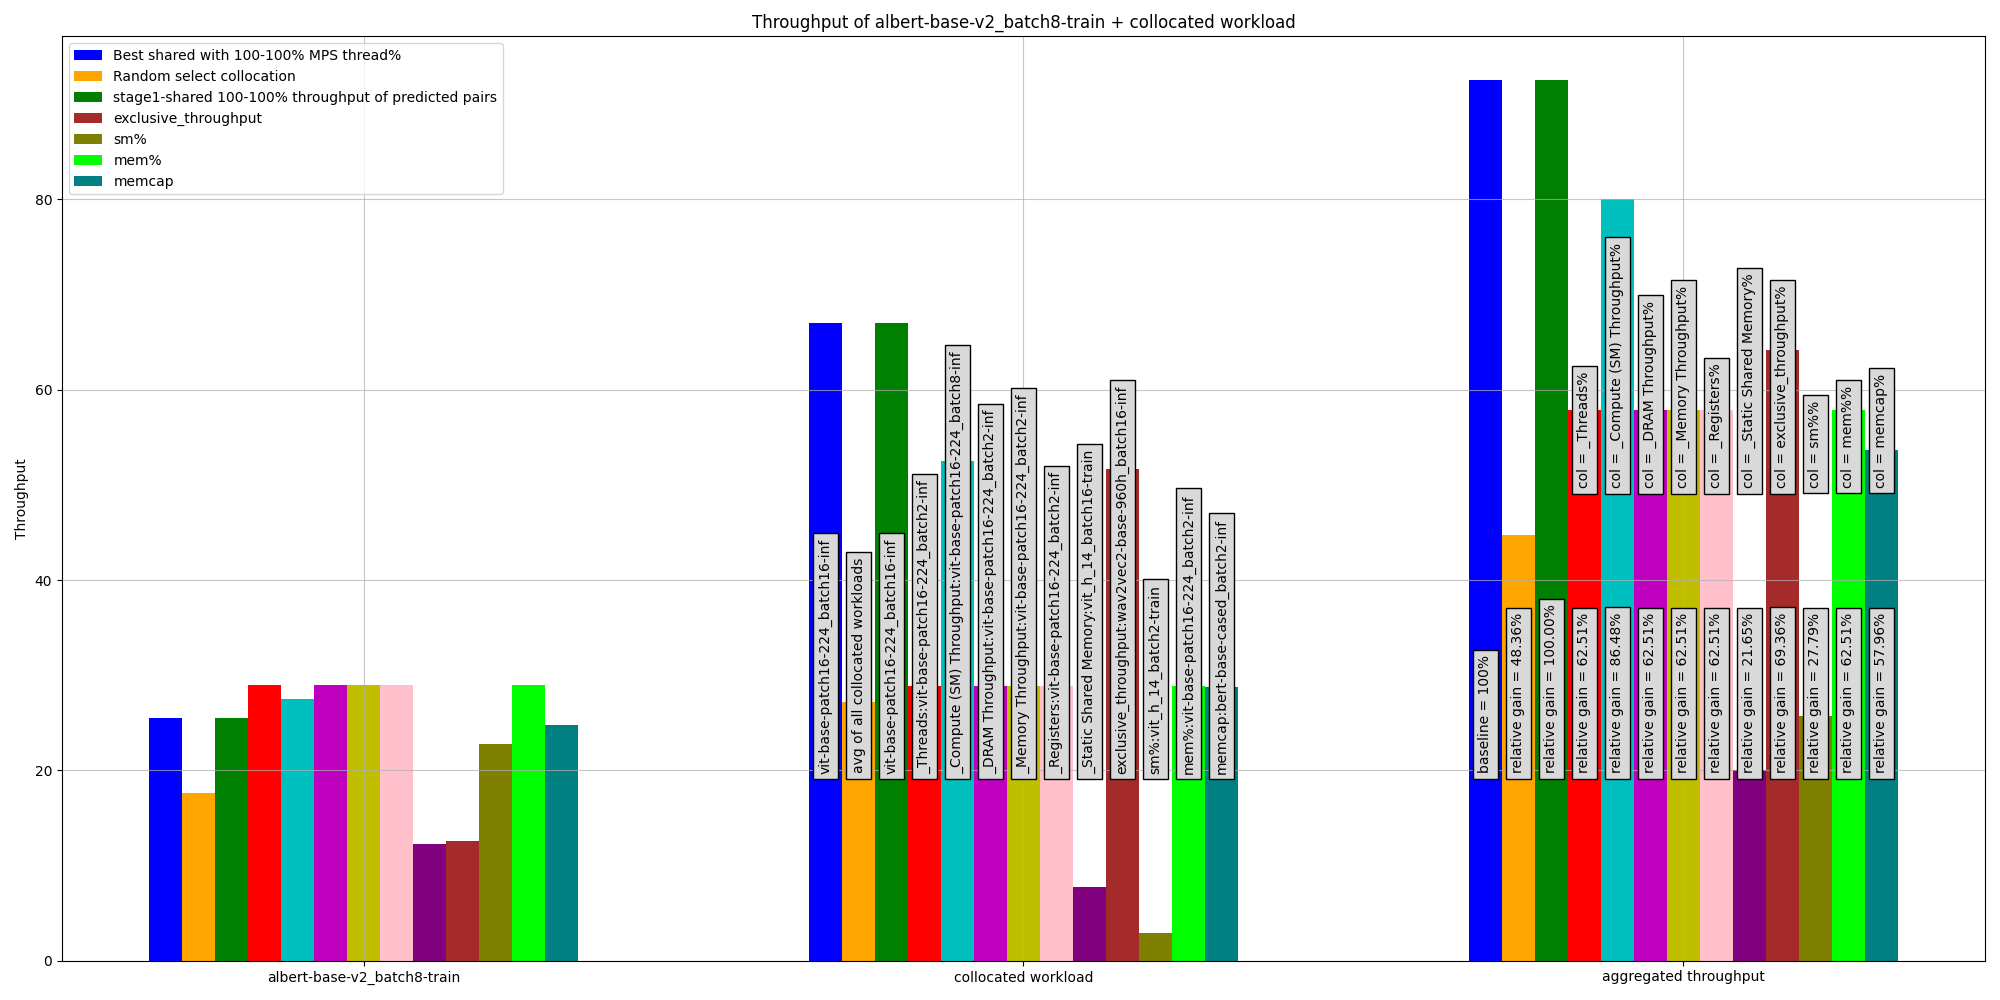 Throughput of albert-base-v2_batch8-train + collocated workload
Best shared with 100-100% MPS thread%
Random select collocation
stage1-shared 100-100% throughput of predicted pairs
exclusive_throughput
sm%
mem%
memcap
Throughput
80
60
40
20
0
vit-base-patch16-224_batch16-inf
avg of all collocated workloads
vit-base-patch16-224_batch16-inf
_Threads:vit-base-patch16-224_batch2-inf
_Compute (SM) Throughput:vit-base-patch16-224_batch8-inf
_DRAM Throughput:vit-base-patch16-224_batch2-inf
_Memory Throughput:vit-base-patch16-224_batch2-inf
_Registers:vit-base-patch16-224_batch2-inf
_Static Shared Memory:vit_h_14_batch16-train
exclusive_throughput:wav2vec2-base-960h_batch16-inf
sm%:vit_h_14_batch2-train
mem%:vit-base-patch16-224_batch2-inf
memcap:bert-base-cased_batch2-inf
col = _Threads%
col = _Compute (SM) Throughput%
col = _DRAM Throughput%
col = _Memory Throughput%
col = _Registers%
col = _Static Shared Memory%
col = exclusive_throughput%
col = sm%%
col = mem%%
col = memcap%
baseline = 100%
relative gain = 48.36%
relative gain = 100.00%
relative gain = 62.51%
relative gain = 86.48%
relative gain = 62.51%
relative gain = 62.51%
relative gain = 62.51%
relative gain = 21.65%
relative gain = 69.36%
relative gain = 27.79%
relative gain = 62.51%
relative gain = 57.96%
albert-base-v2_batch8-train
collocated workload
aggregated throughput